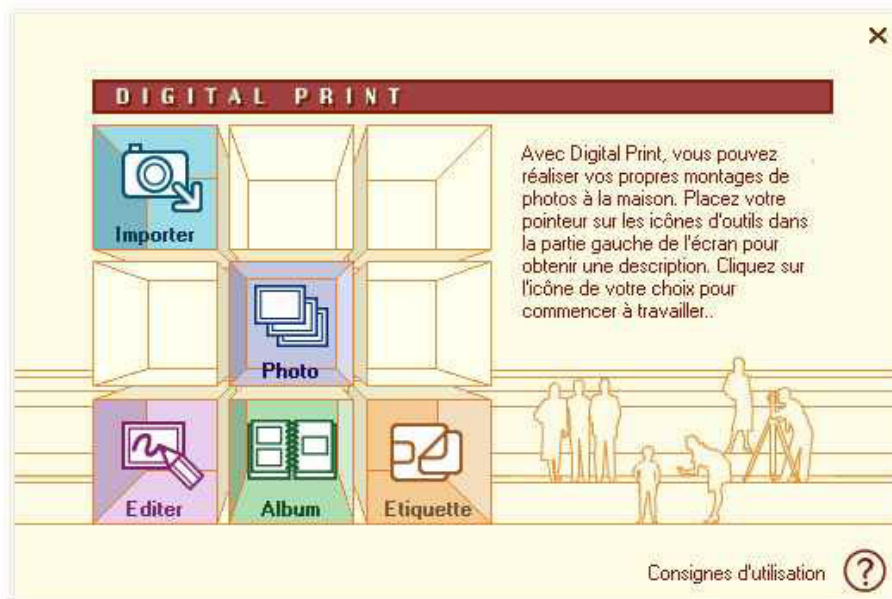 DIGITAL PRINT
Importer
Avec Digital Print, vous pouvez
réaliser vos propres montages de
photos à la maison. Placez votre
pointeur sur les icônes d'outils dans
la partie gauche de l'écran pour
obtenir une description. Cliquez sur
l'icône de votre choix pour
commencer à travailler..
Photo
Editer
Album
Etiquette
Consignes d'utilisation ?